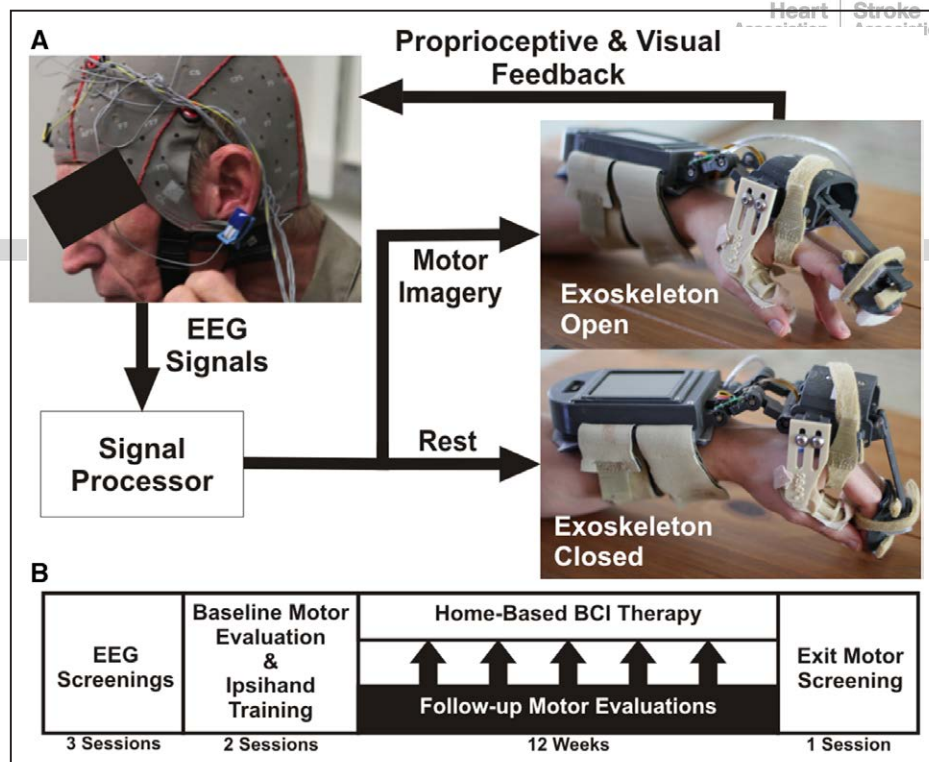 Heart | Stroke
A
Proprioceptive & Visual
Feedback
Motor
Imagery
Exoskeleton
Open
EEG
Signals
Signal
Processor
Rest
Exoskeleton
Closed
B
EEG
Screenings
Baseline Motor
Evaluation
&
Ipsihand
Training
Home-Based BCI Therapy
Follow-up Motor Evaluations
Exit Motor
Screening
3 Sessions
2 Sessions
12 Weeks
1 Session